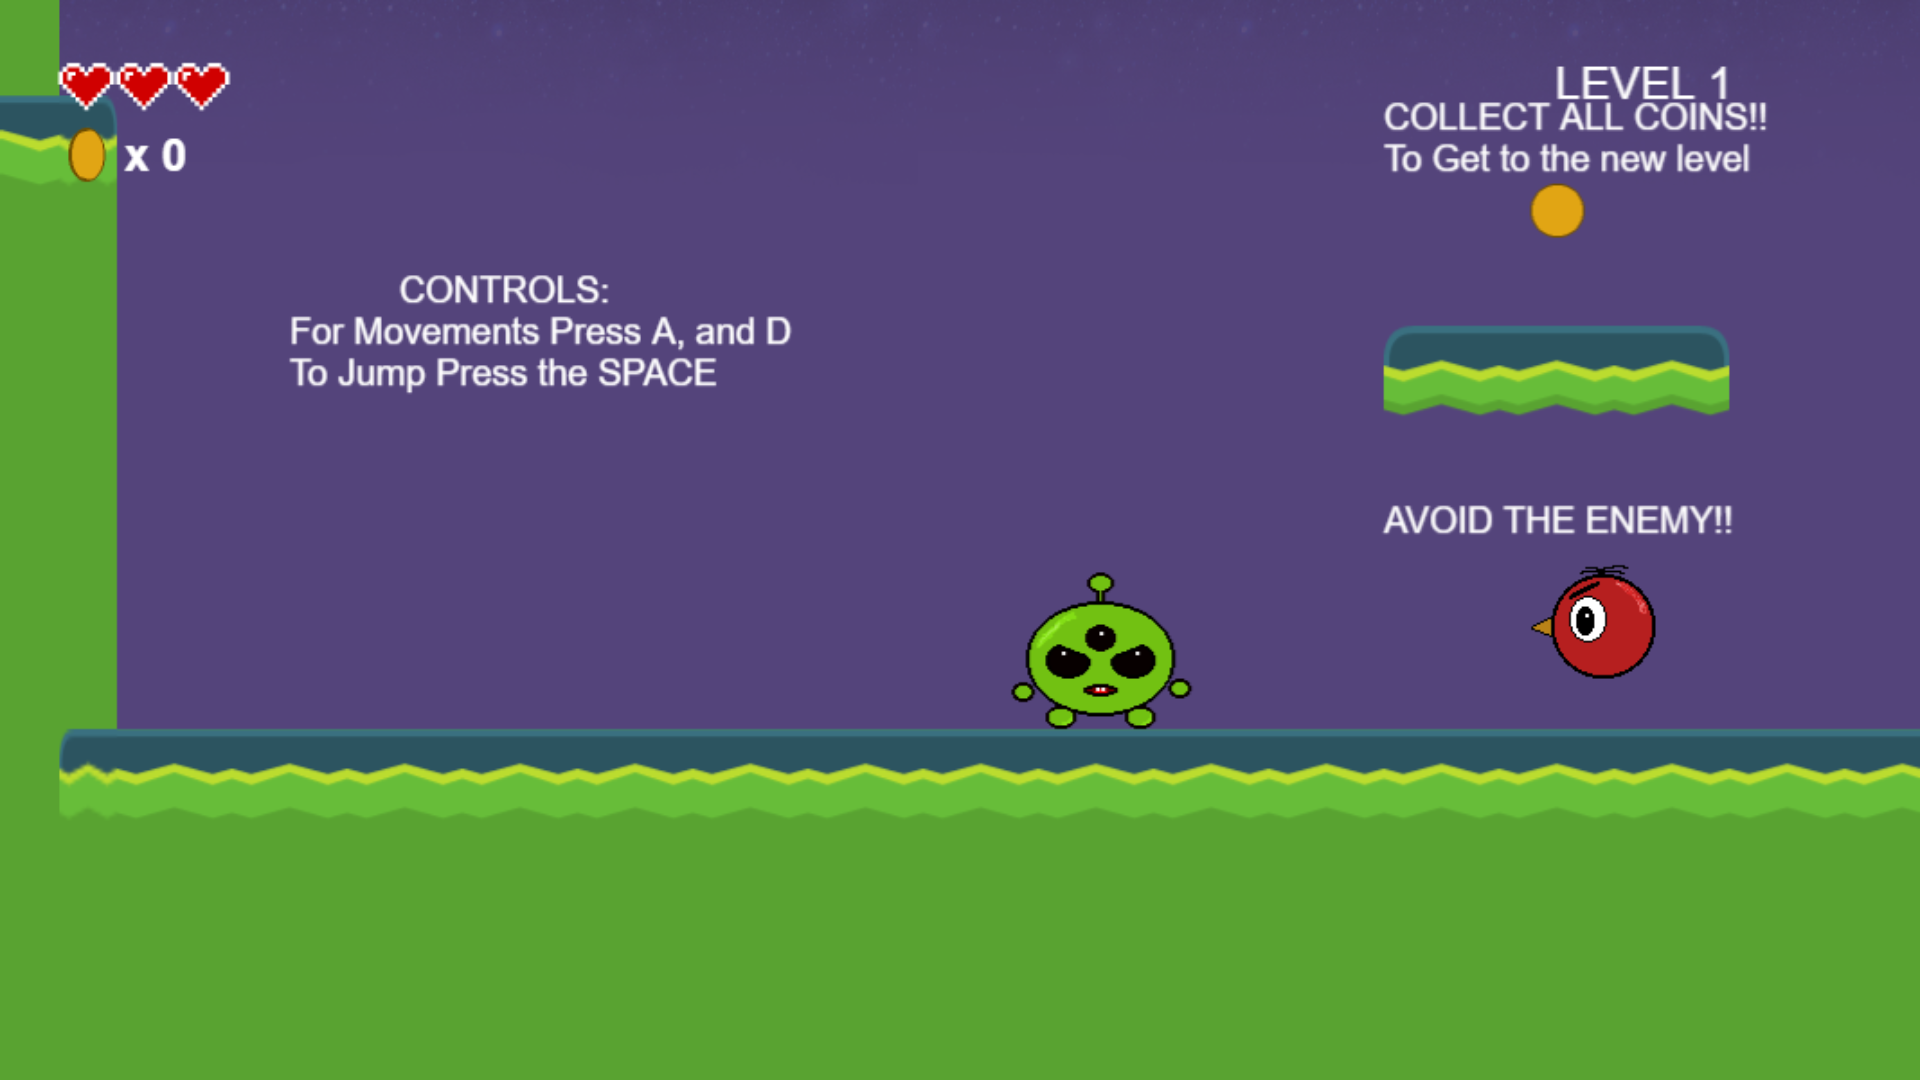 x 0
LEVEL 1
COLLECT ALL COINS!!
To Get to the new level
CONTROLS:
For Movements Press A, and D
To Jump Press the SPACE
AVOID THE ENEMY!!